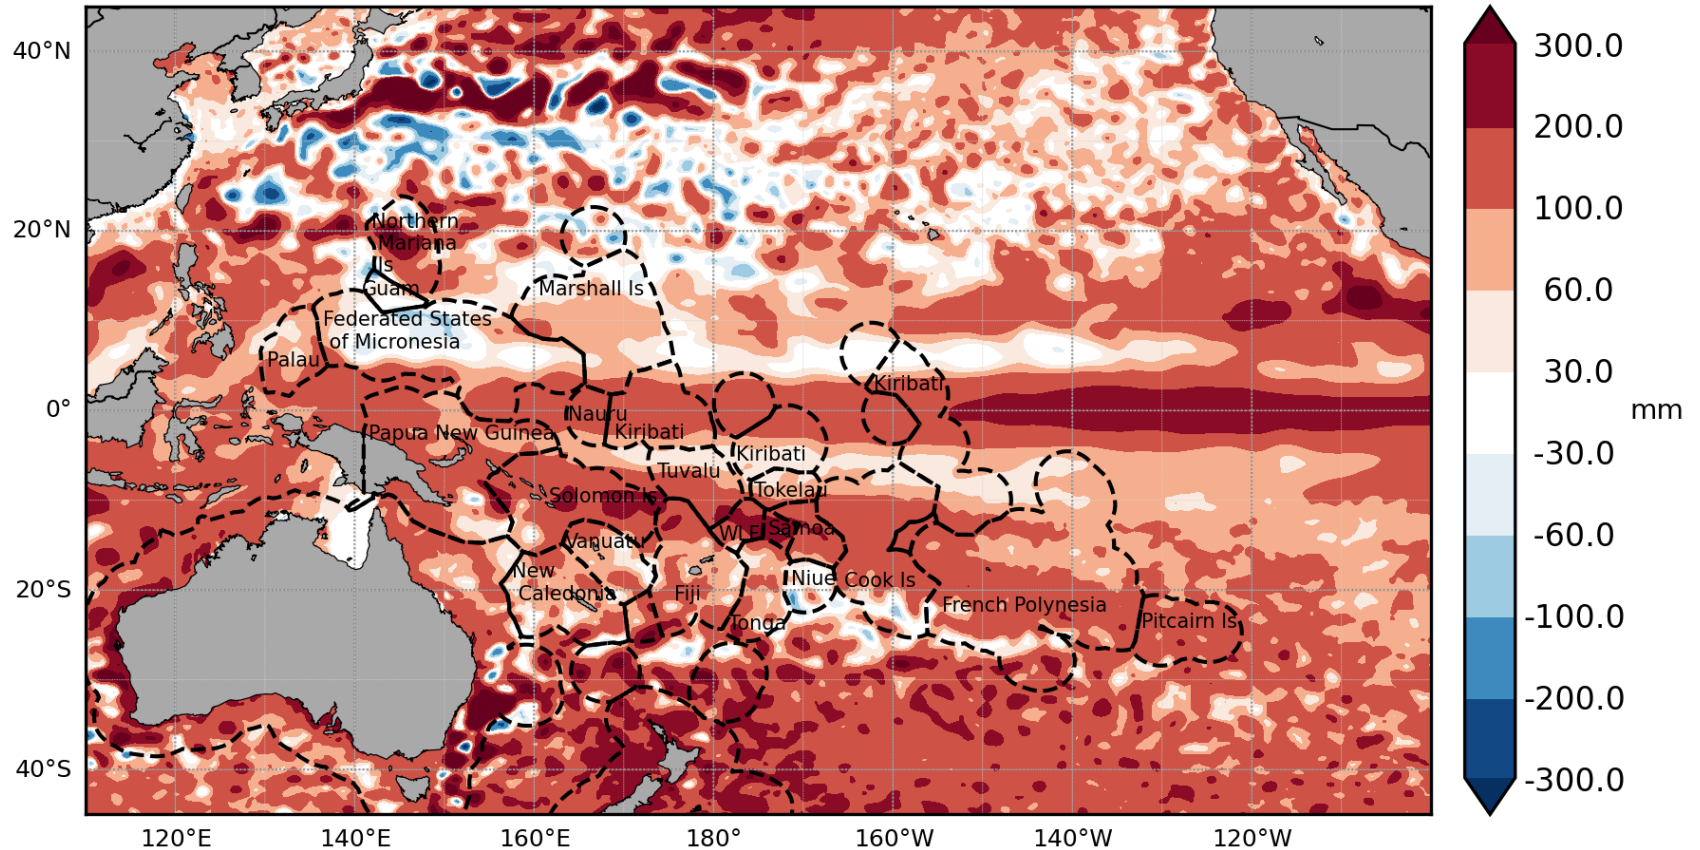 40°N
20°N
0°
20°S
40°S
120°E
140°E
160°E
180°
160°W
140°W
120°W
Northern
Mariana
Is
Guam
Marshall Is
Federated States
of Micronesia
Palau
Kiribati
Nauru
Papua New Guinea
Kiribati
Kiribati
Tuvalu
Tokelau
Solomon Is
W&F
Samoa
Vanuatu
New
Caledonia
Niue
Cook Is
Fiji
French Polynesia
Tonga
Pitcairn Is
300.0
200.0
100.0
60.0
30.0
-30.0
-60.0
-100.0
-200.0
-300.0
mm